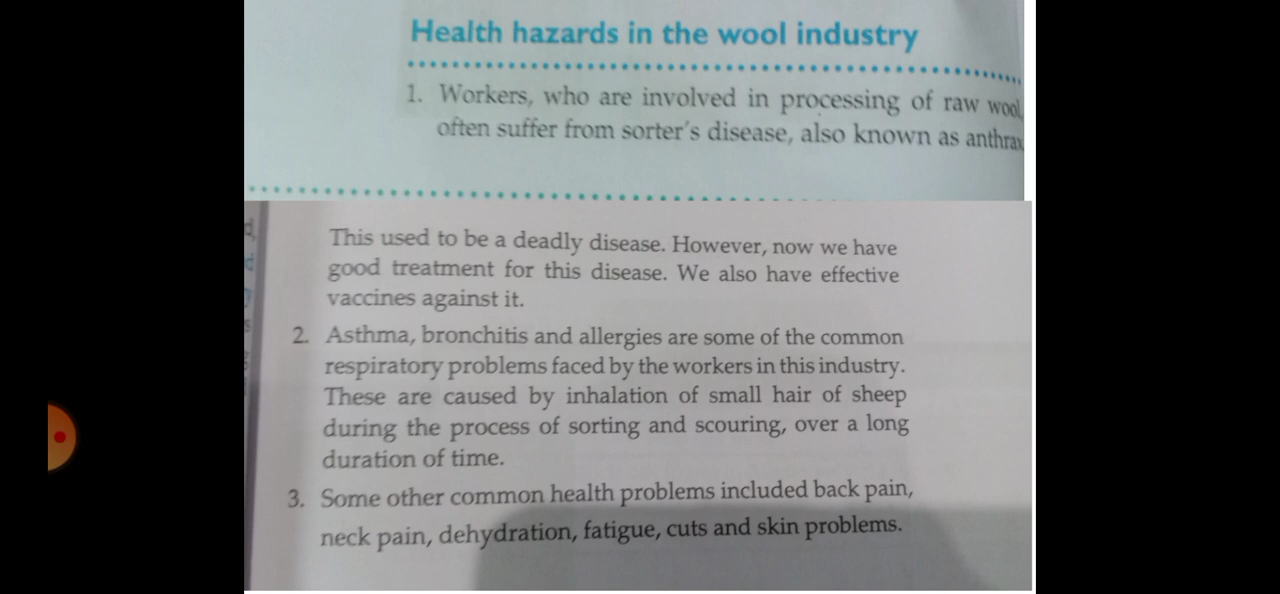 Health hazards in the wool industry
1. Workers, who are involved in processing of raw wool,
often suffer from sorter's disease, also known as anthrax
This used to be a deadly disease. However, now we have
good treatment for this disease. We also have effective
vaccines against it.
2. Asthma, bronchitis and allergies are some of the common
respiratory problems faced by the workers in this industry.
These are caused by inhalation of small hair of sheep
during the process of sorting and scouring, over a long
duration of time.
3. Some other common health problems included back pain,
neck pain, dehydration, fatigue, cuts and skin problems.